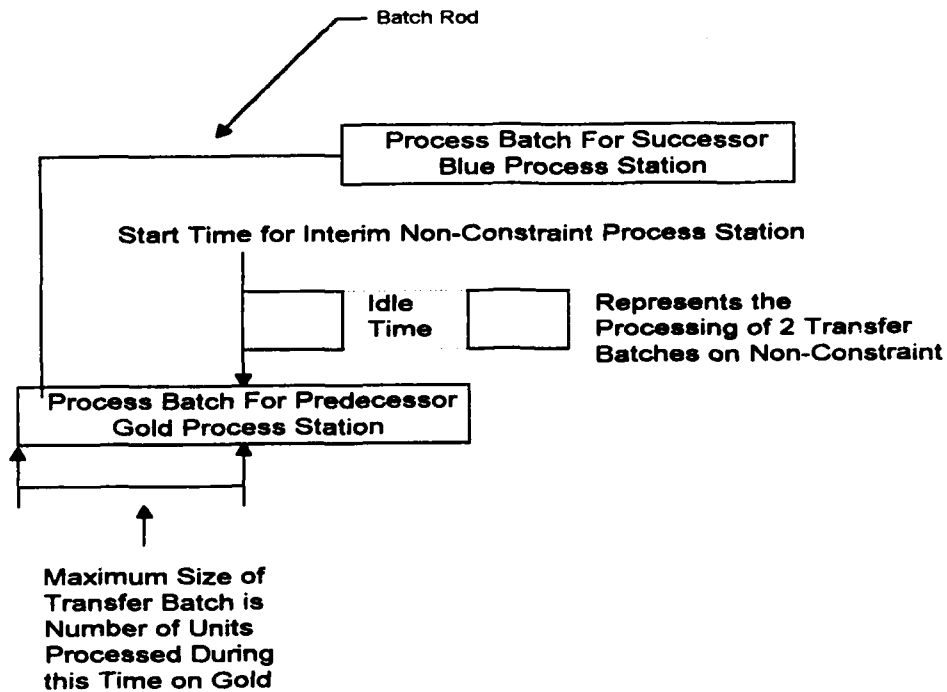 Batch Rod
Process Batch For Successor
Blue Process Station
Start Time for Interim Non-Constraint Process Station
Idle
Time
Represents the
Processing of 2 Transfer
Batches on Non-Constraint
Process Batch For Predecessor
Gold Process Station
Maximum Size of
Transfer Batch is
Number of Units
Processed During
this Time on Gold